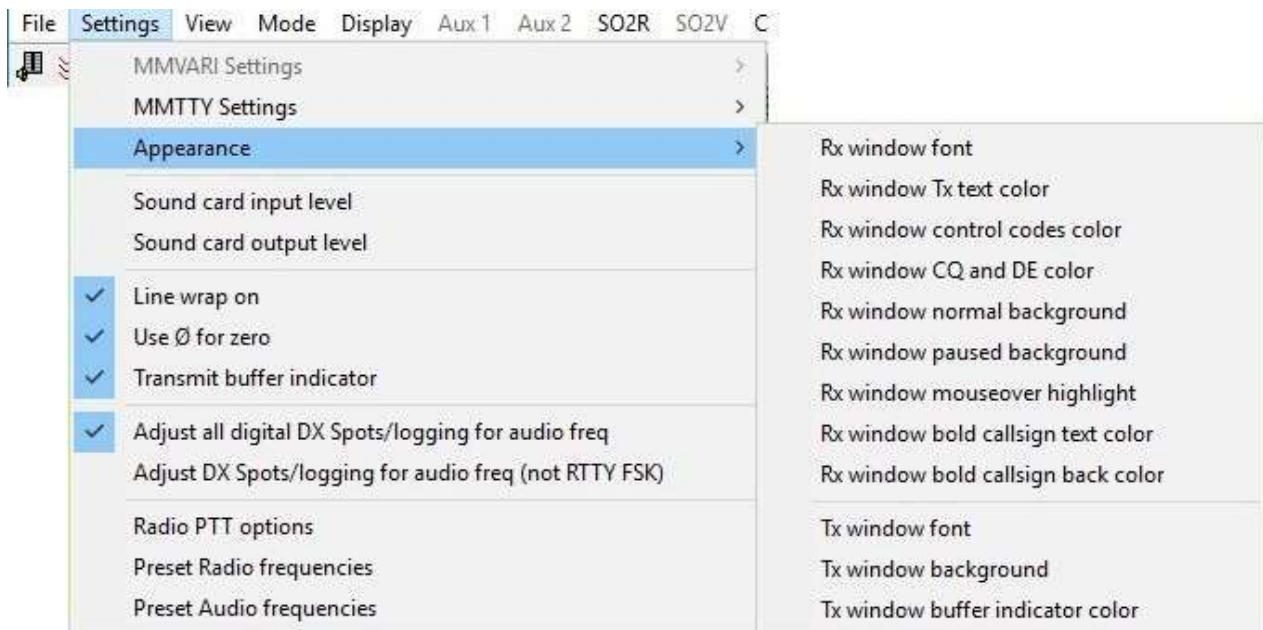 File Settings View Mode Display Aux 1 Aux 2 SO2R SO2V C
MMVARI Settings
MMTTY Settings
Appearance
Sound card input level
Sound card output level
Line wrap on
Use Ø for zero
Transmit buffer indicator
Adjust all digital DX Spots/logging for audio freq
Adjust DX Spots/logging for audio freq (not RTTY FSK)
Radio PTT options
Preset Radio frequencies
Preset Audio frequencies
Rx window font
Rx window Tx text color
Rx window control codes color
Rx window CQ and DE color
Rx window normal background
Rx window paused background
Rx window mouseover highlight
Rx window bold callsign text color
Rx window bold callsign back color
Tx window font
Tx window background
Tx window buffer indicator color